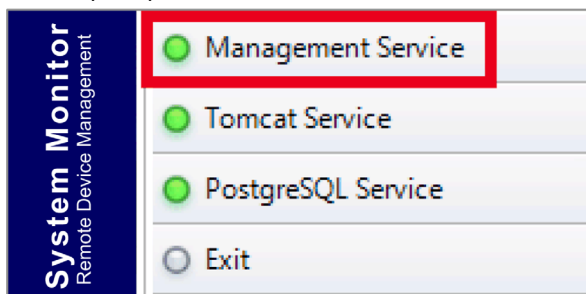 System Monitor
Remote Device Management
Management Service
Tomcat Service
PostgreSQL Service
Exit